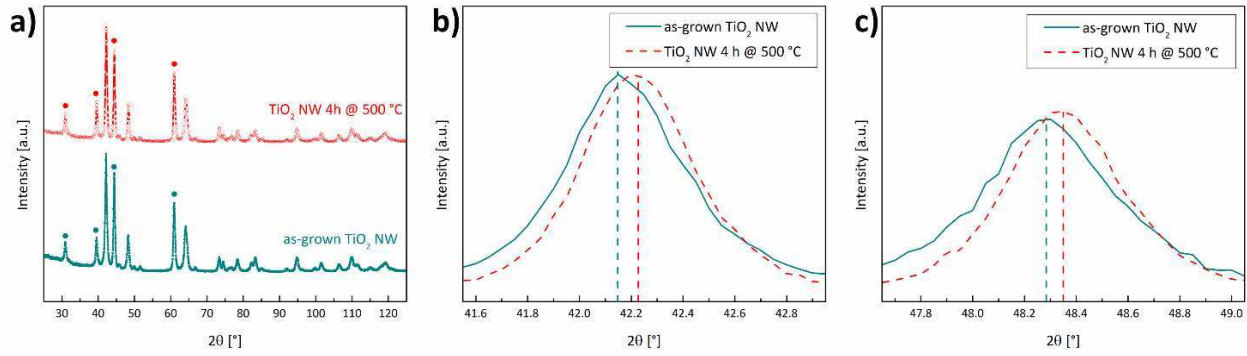 a)
TiO2 NW 4h @ 500 °C
as-grown TiO2 NW
Intensity [a.u.]
30 40 50 60 70 80 90 100 110 120
2θ [°]
b)
as-grown TiO2 NW
TiO2 NW 4 h @ 500 °C
Intensity [a.u.]
41.6 41.8 42.0 42.2 42.4 42.6 42.8
2θ [°]
c)
as-grown TiO2 NW
TiO2 NW 4 h @ 500 °C
Intensity [a.u.]
47.8 48.0 48.2 48.4 48.6 48.8 49.0
2θ [°]